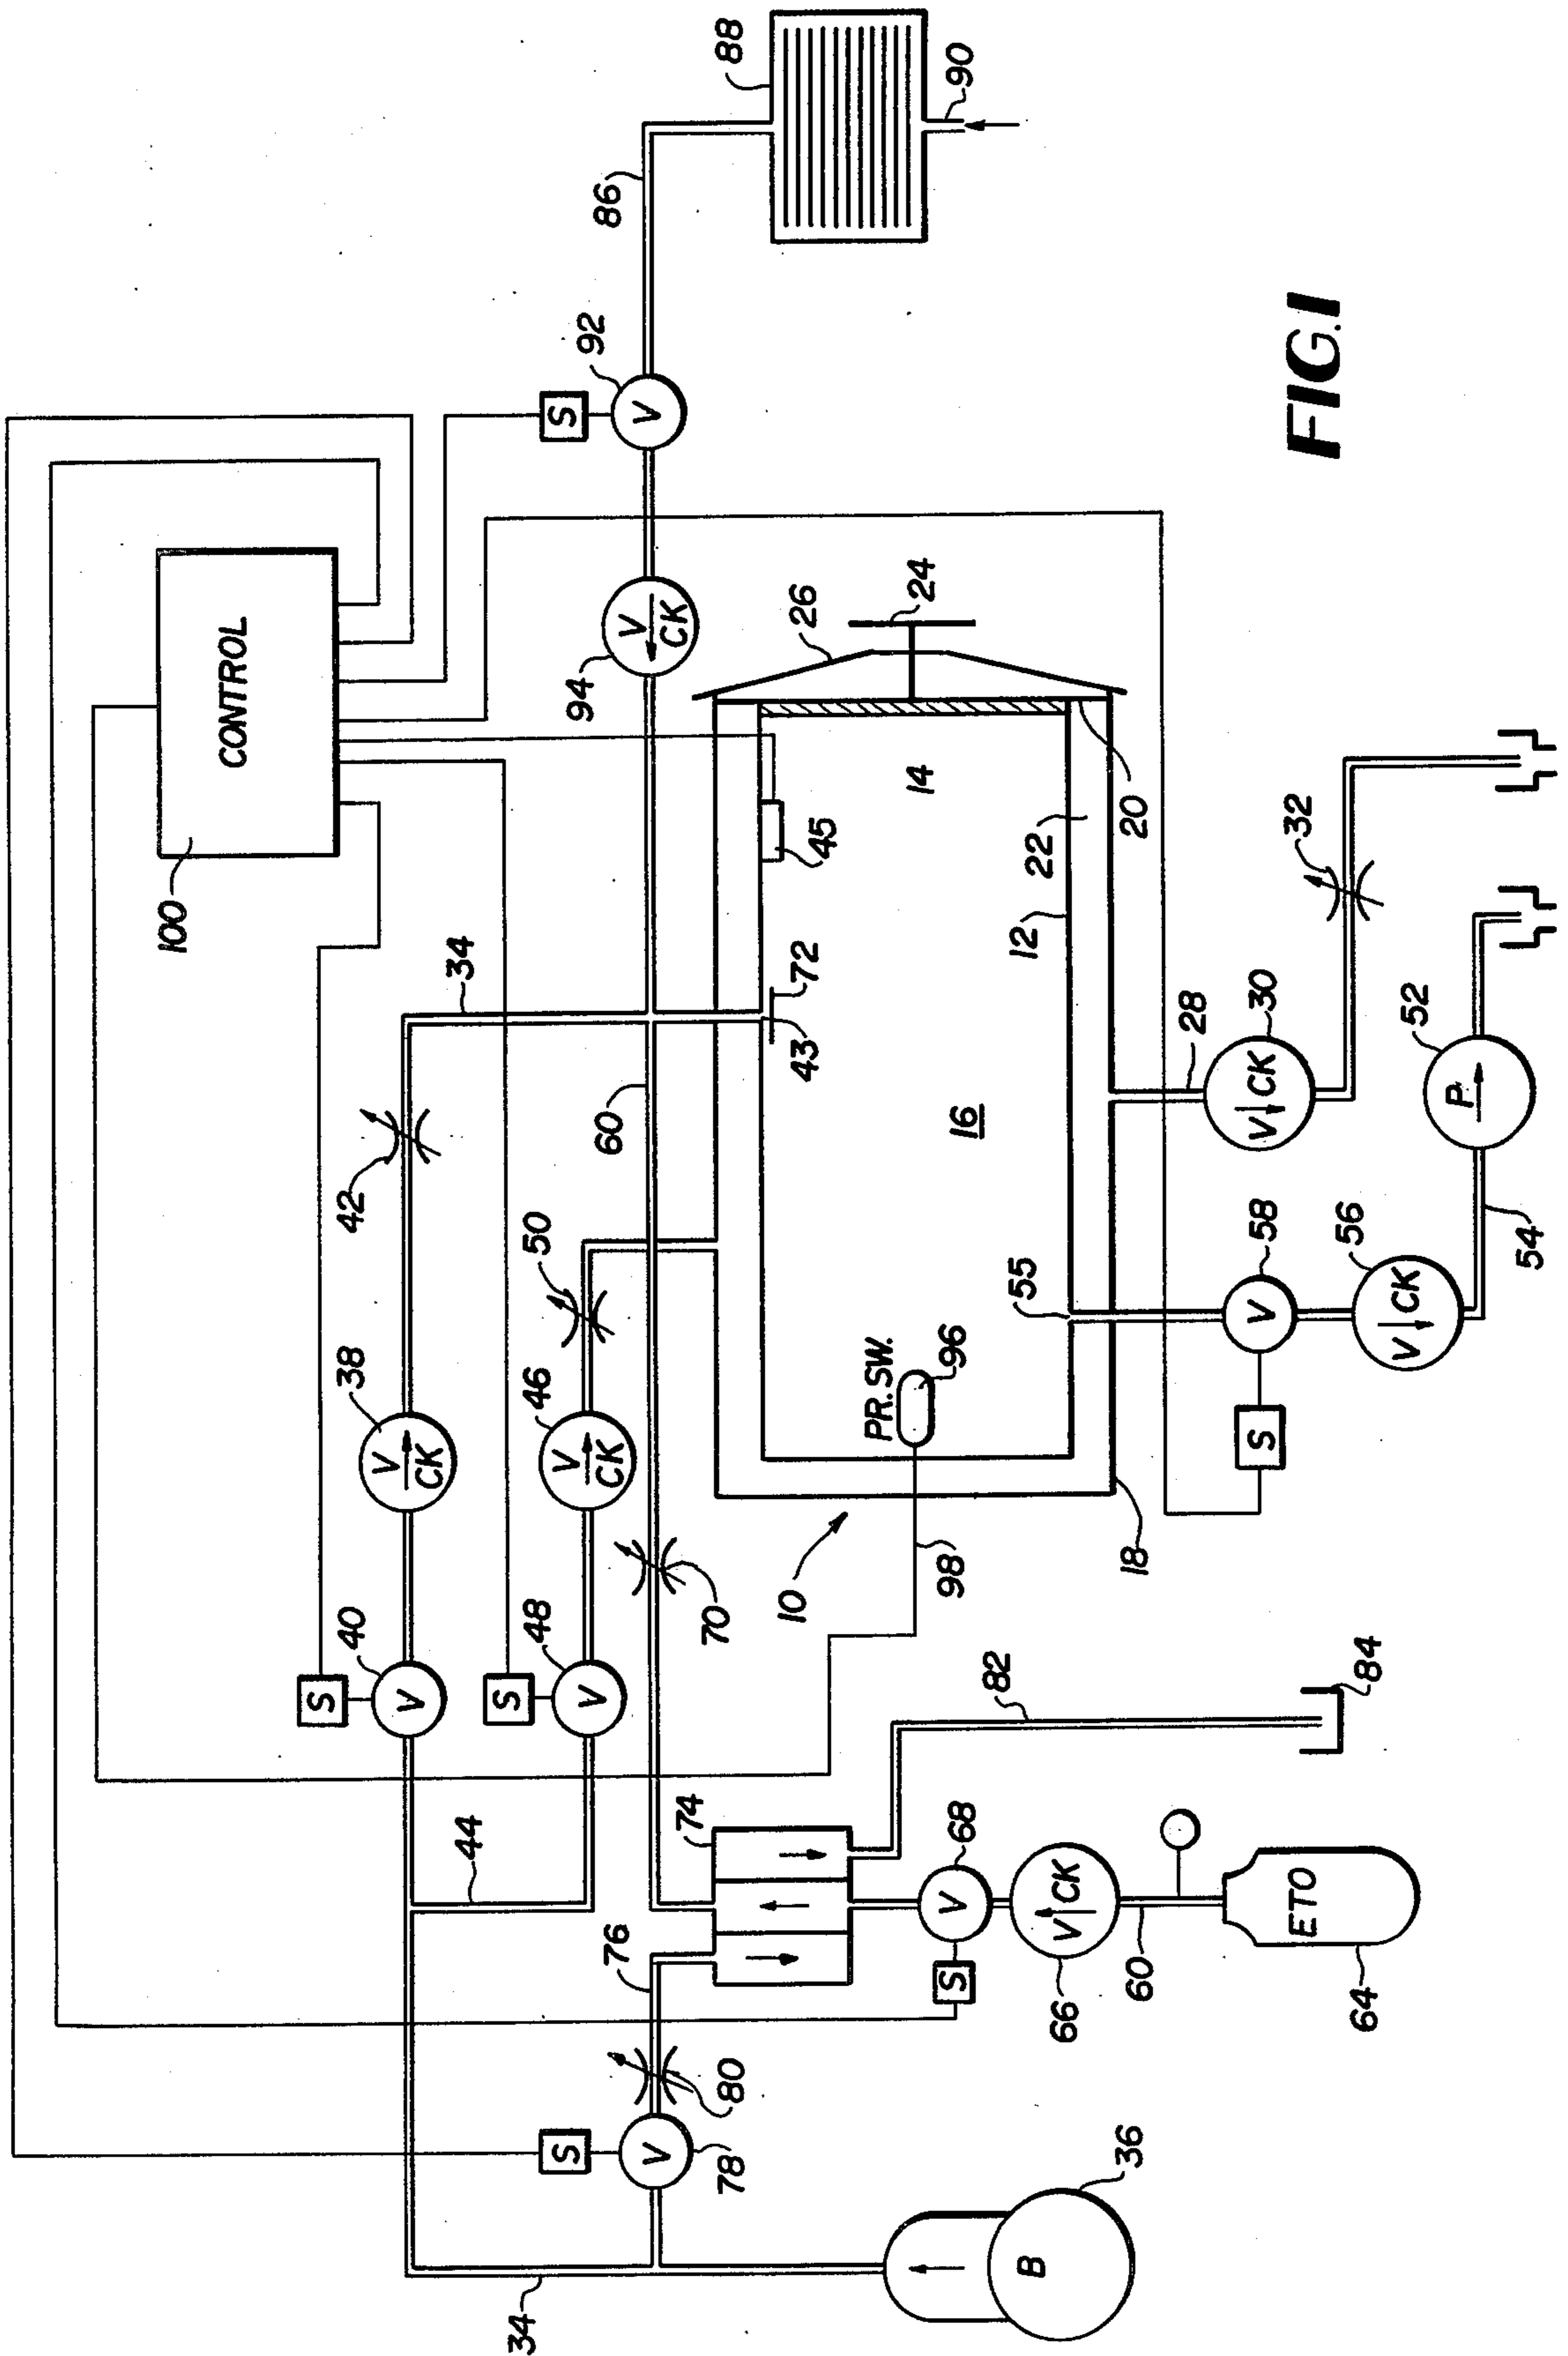 88
90
86
92
S
V
FIG.1
CONTROL
100
94
V
CK
26
24
34
72
43
45
14
12
22
20
32
42
60
16
28
30
V CK
52
P
50
55
58
V
56
V CK
54
38
V
CK
46
V
CK
PR. SW.
96
S
40
V
S
48
V
70
10
98
18
S
44
74
82
84
68
V
S
76
66
V CK
60
ETO
64
S
V
78
80
34
B
36